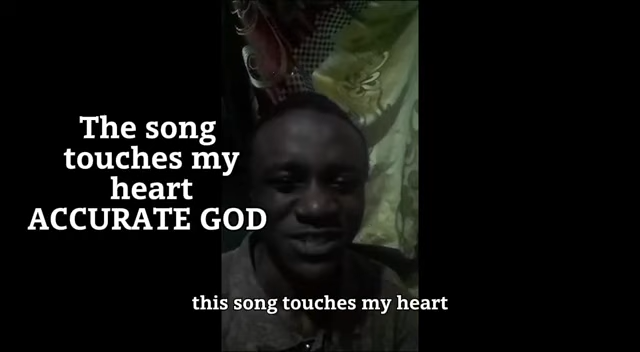 The song
touches my
heart
ACCURATE GOD
this song touches my heart